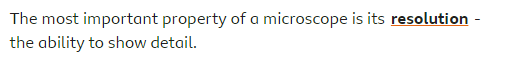 The most important property of a microscope is its resolution -
the ability to show detail.